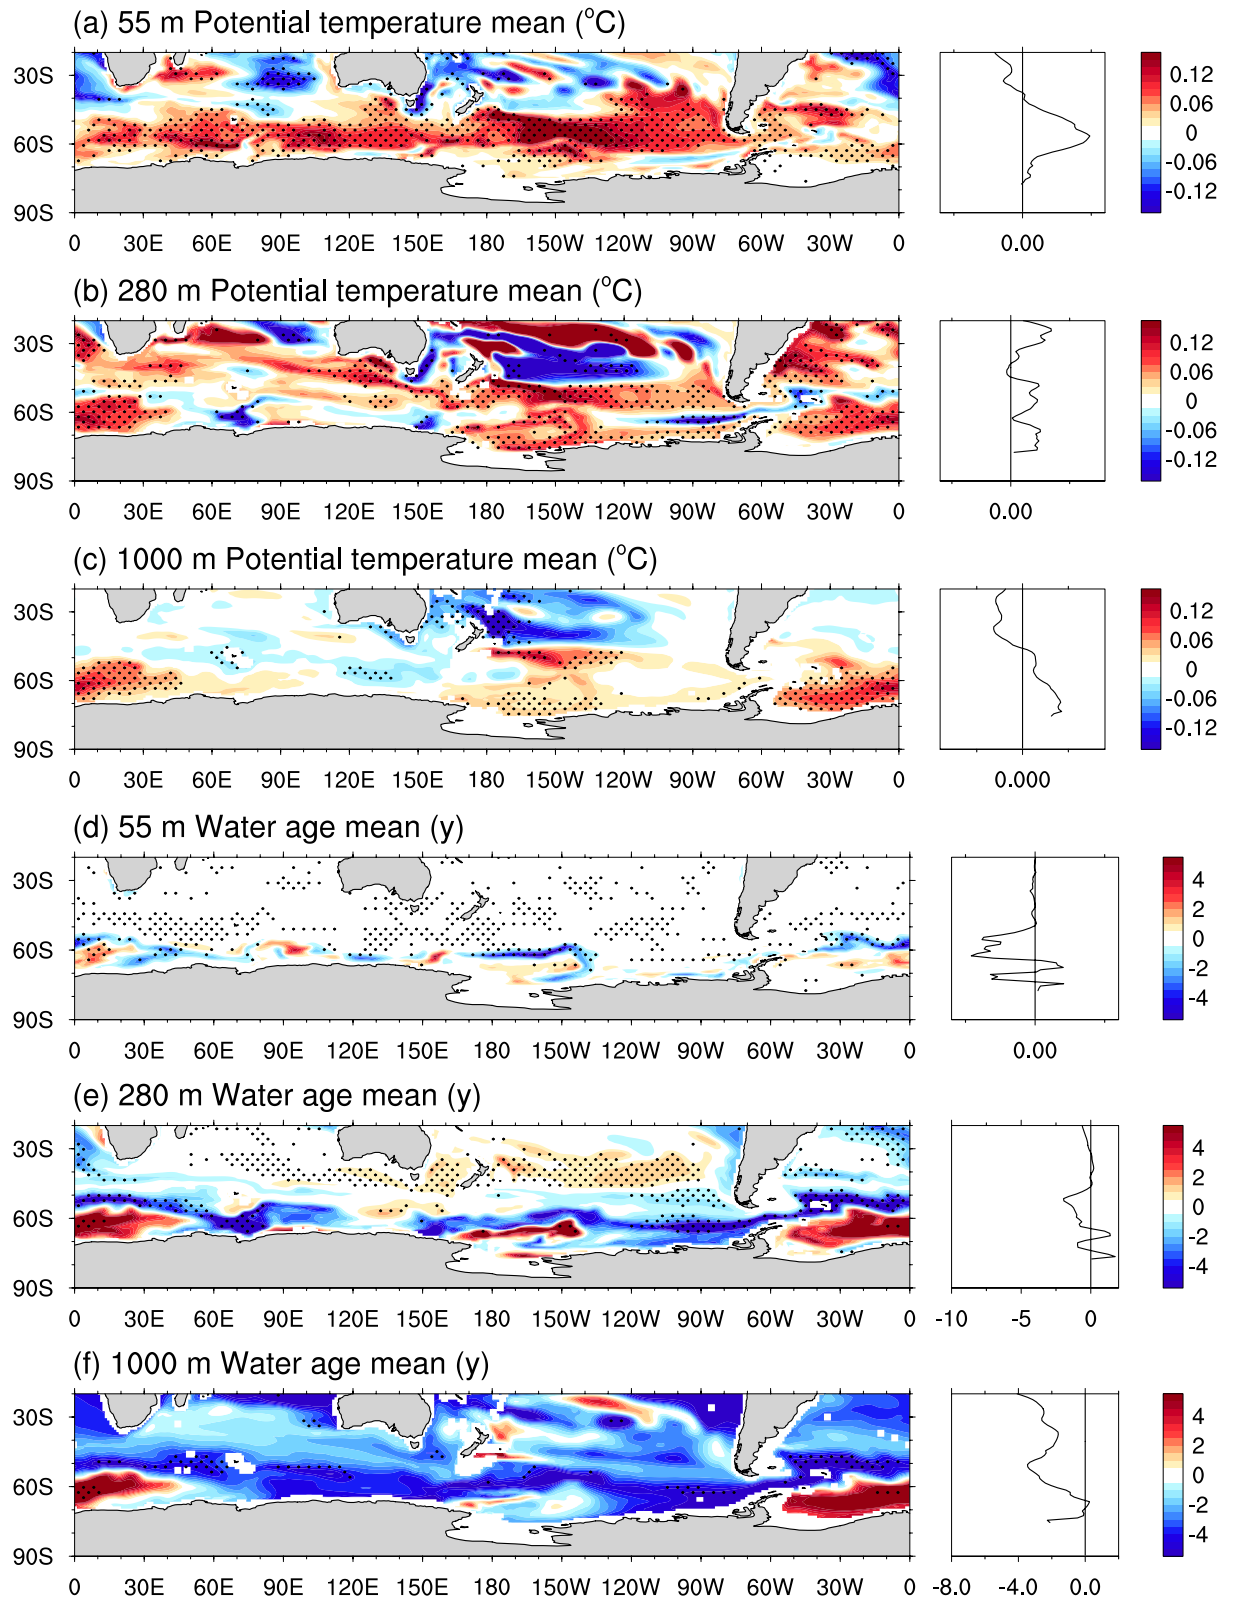 (a) 55 m Potential temperature mean (°C)
30S
60S
90S
0 30E 60E 90E 120E 150E 180 150W 120W 90W 60W 30W 0
0.00
0.12
0.06
0
-0.06
-0.12
(b) 280 m Potential temperature mean (°C)
30S
60S
90S
0 30E 60E 90E 120E 150E 180 150W 120W 90W 60W 30W 0
0.00
0.12
0.06
0
-0.06
-0.12
(c) 1000 m Potential temperature mean (°C)
30S
60S
90S
0 30E 60E 90E 120E 150E 180 150W 120W 90W 60W 30W 0
0.000
0.12
0.06
0
-0.06
-0.12
(d) 55 m Water age mean (y)
30S
60S
90S
0 30E 60E 90E 120E 150E 180 150W 120W 90W 60W 30W 0
0.00
4
2
0
-2
-4
(e) 280 m Water age mean (y)
30S
60S
90S
0 30E 60E 90E 120E 150E 180 150W 120W 90W 60W 30W 0
-10 -5 0
4
2
0
-2
-4
(f) 1000 m Water age mean (y)
30S
60S
90S
0 30E 60E 90E 120E 150E 180 150W 120W 90W 60W 30W 0
-8.0 -4.0 0.0
4
2
0
-2
-4